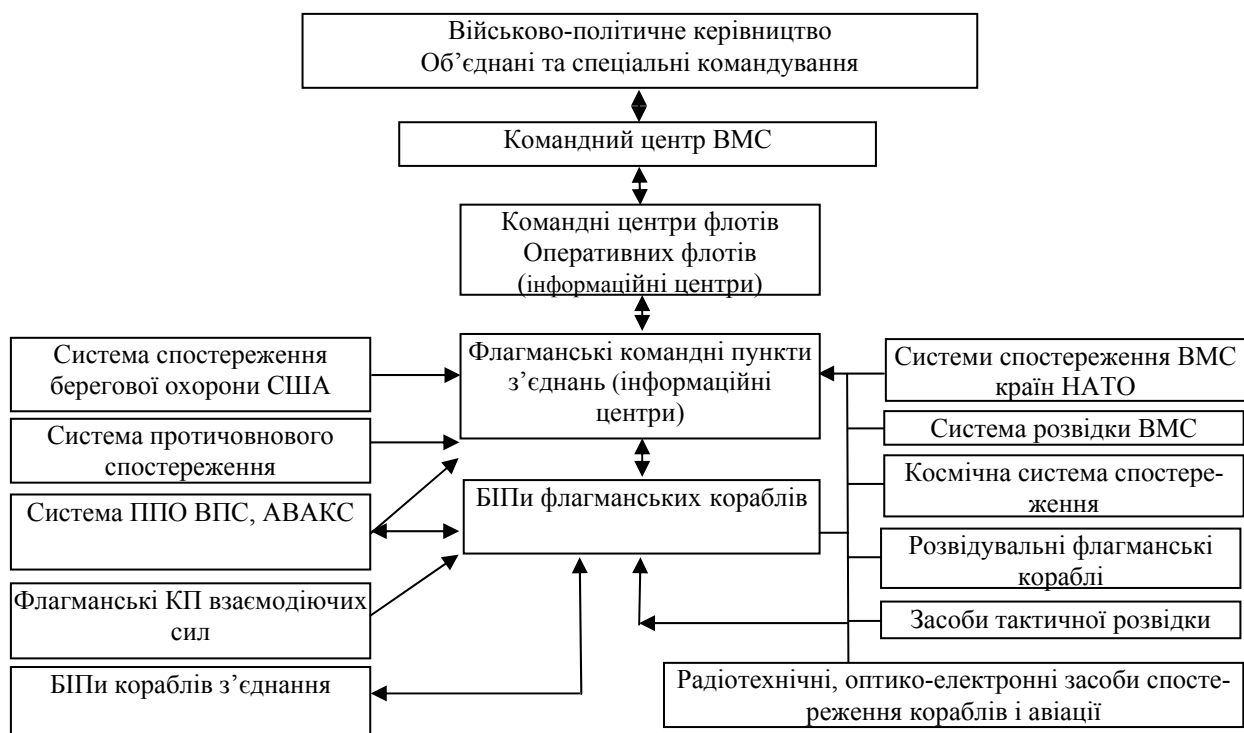 Військово-політичне керівництво
Об’єднані та спеціальні командування
Командний центр ВМС
Командні центри флотів
Оперативних флотів
(інформаційні центри)
Флагманські командні пункти
з’єднань (інформаційні
центри)
БІПи флагманських кораблів
Система спостереження
берегової охорони США
Система протичовнового
спостереження
Система ППО ВПС, АВАКС
Флагманські КП взаємодіючих
сил
БІПи кораблів з’єднання
Системи спостереження ВМС
країн НАТО
Система розвідки ВМС
Космічна система спостере-
ження
Розвідувальні флагманські
кораблі
Засоби тактичної розвідки
Радіотехнічні, оптико-електронні засоби спосте-
реження кораблів і авіації